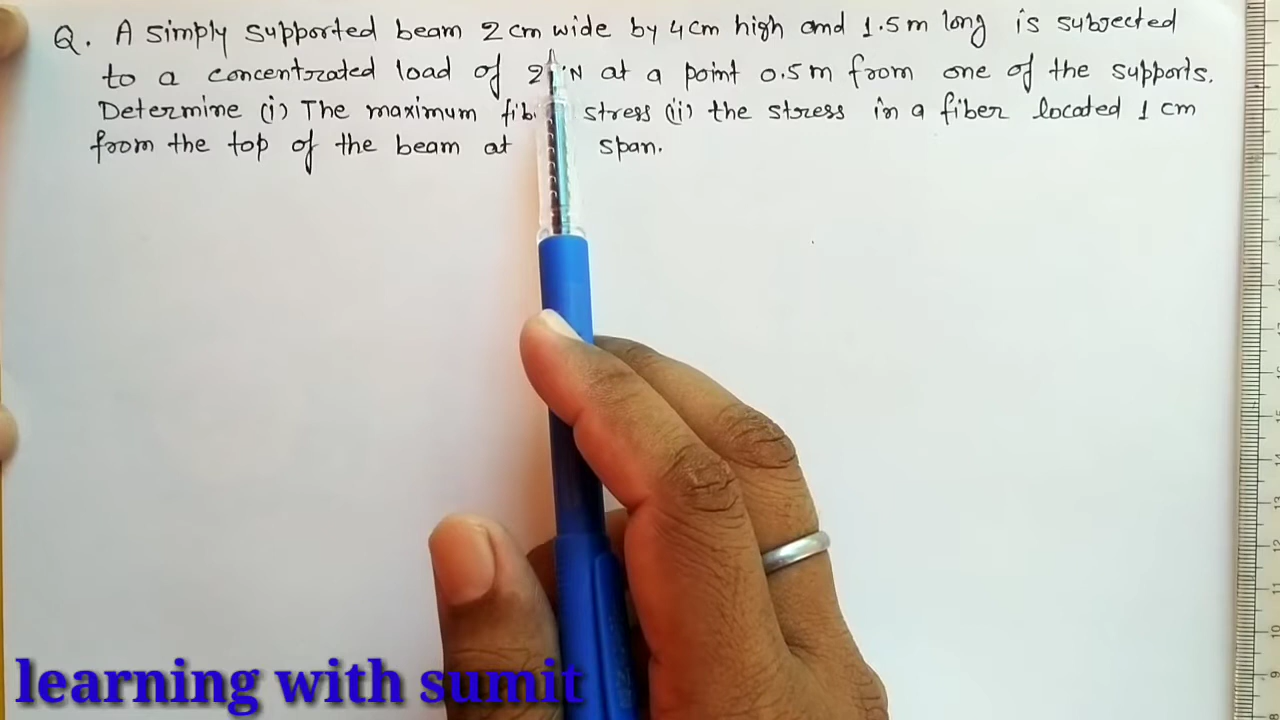 Q. A simply supported beam 2 cm wide by 4 cm high and 1.5 m long is subjected
to a concentrated load of 2 N at a point 0.5 m from one of the supports.
Determine (i) The maximum fib stress (ii) the stress in a fiber located 1 cm
from the top of the beam at span.
learning with sumit